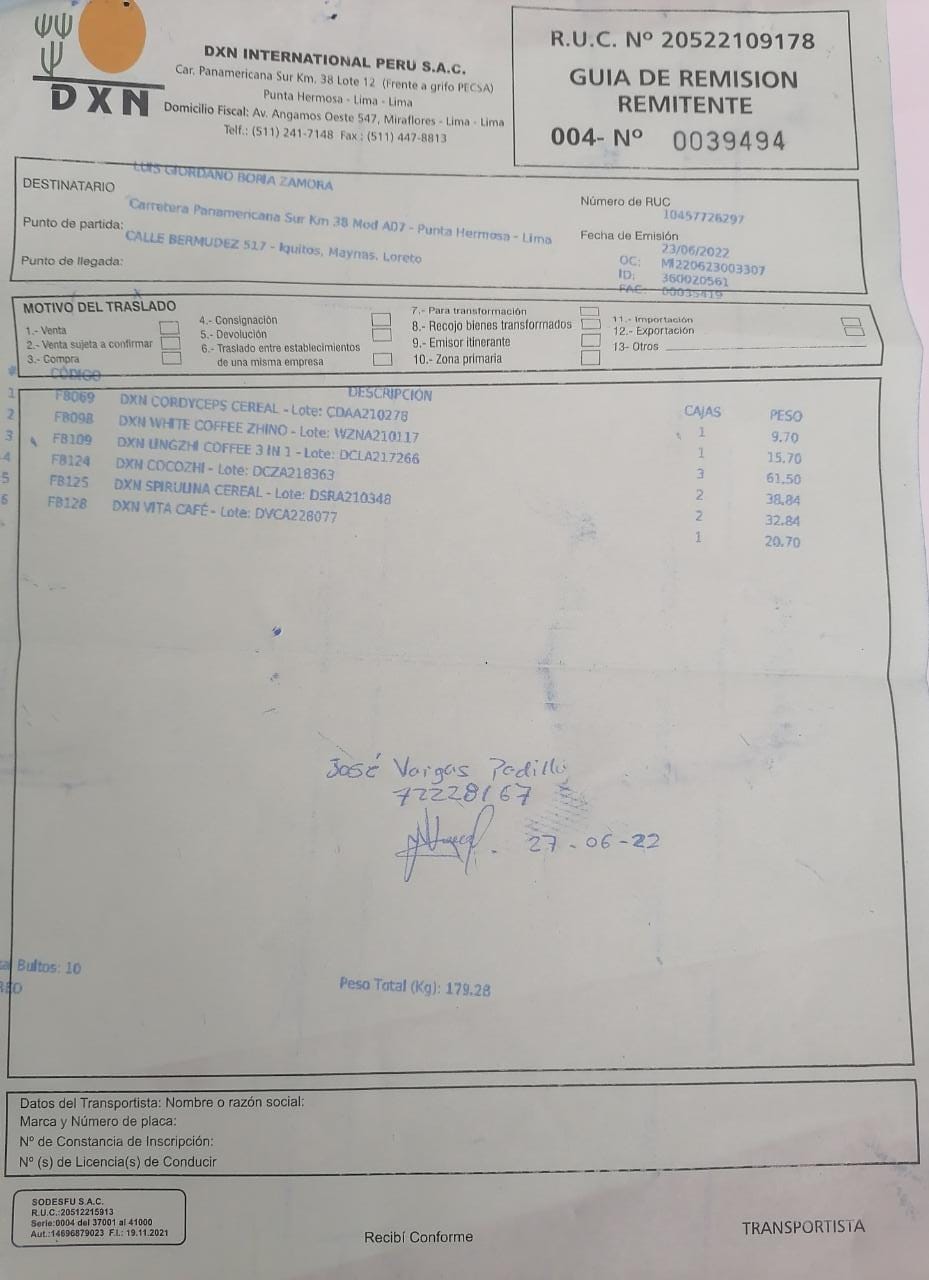 DXN
DXN INTERNATIONAL PERU S.A.C.
Car. Panamericana Sur Km. 38 Lote 12 (Frente a grifo PECSA)
Punta Hermosa - Lima - Lima
Domicilio Fiscal: Av. Angamos Oeste 547, Miraflores - Lima - Lima
Telf.: (511) 241-7148 Fax : (511) 447-8813
R.U.C. Nº 20522109178
GUIA DE REMISION
REMITENTE
004- Nº 0039494
LUIS GIORDANO BORIA ZAMORA
DESTINATARIO
Número de RUC
10457726297
Carretera Panamericana Sur Km 38 Mod AD7 - Punta Hermosa - Lima
Punto de partida:
Fecha de Emisión
23/06/2022
CALLE BERMUDEZ 517 - Iquitos, Maynas, Loreto
Punto de llegada:
OC: MI220623003307
ID: 360020561
FAC: 00035419
MOTIVO DEL TRASLADO
1.- Venta
2.- Venta sujeta a confirmar
3.- Compra
4.- Consignación
5.- Devolución
6.- Traslado entre establecimientos
de una misma empresa
7.- Para transformación
8.- Recojo bienes transformados
9.- Emisor itinerante
10.- Zona primaria
11.- Importación
12.- Exportación
13- Otros
# CÓDIGO DESCRIPCIÓN CAJAS PESO
1 FB069 DXN CORDYCEPS CEREAL - Lote: CDAA210278 1 9.70
2 FB098 DXN WHITE COFFEE ZHINO - Lote: WZNA210117 1 15.70
3 FB109 DXN LINGZHI COFFEE 3 IN 1 - Lote: DCLA217266 3 61.50
4 FB124 DXN COCOZHI - Lote: DCZA218363 2 38.84
5 FB125 DXN SPIRULINA CEREAL - Lote: DSRA210348 2 32.84
6 FB128 DXN VITA CAFÉ - Lote: DVCA228077 1 20.70
José Vargas Padilla
72228167
27-06-22
Bultos: 10
Peso Total (Kg): 179.28
Datos del Transportista: Nombre o razón social:
Marca y Número de placa:
Nº de Constancia de Inscripción:
Nº (s) de Licencia(s) de Conducir
SODESFU S.A.C.
R.U.C.:20512215913
Serie:0004 del 37001 al 41000
Aut.:14696879023 F.I.: 19.11.2021
Recibí Conforme
TRANSPORTISTA